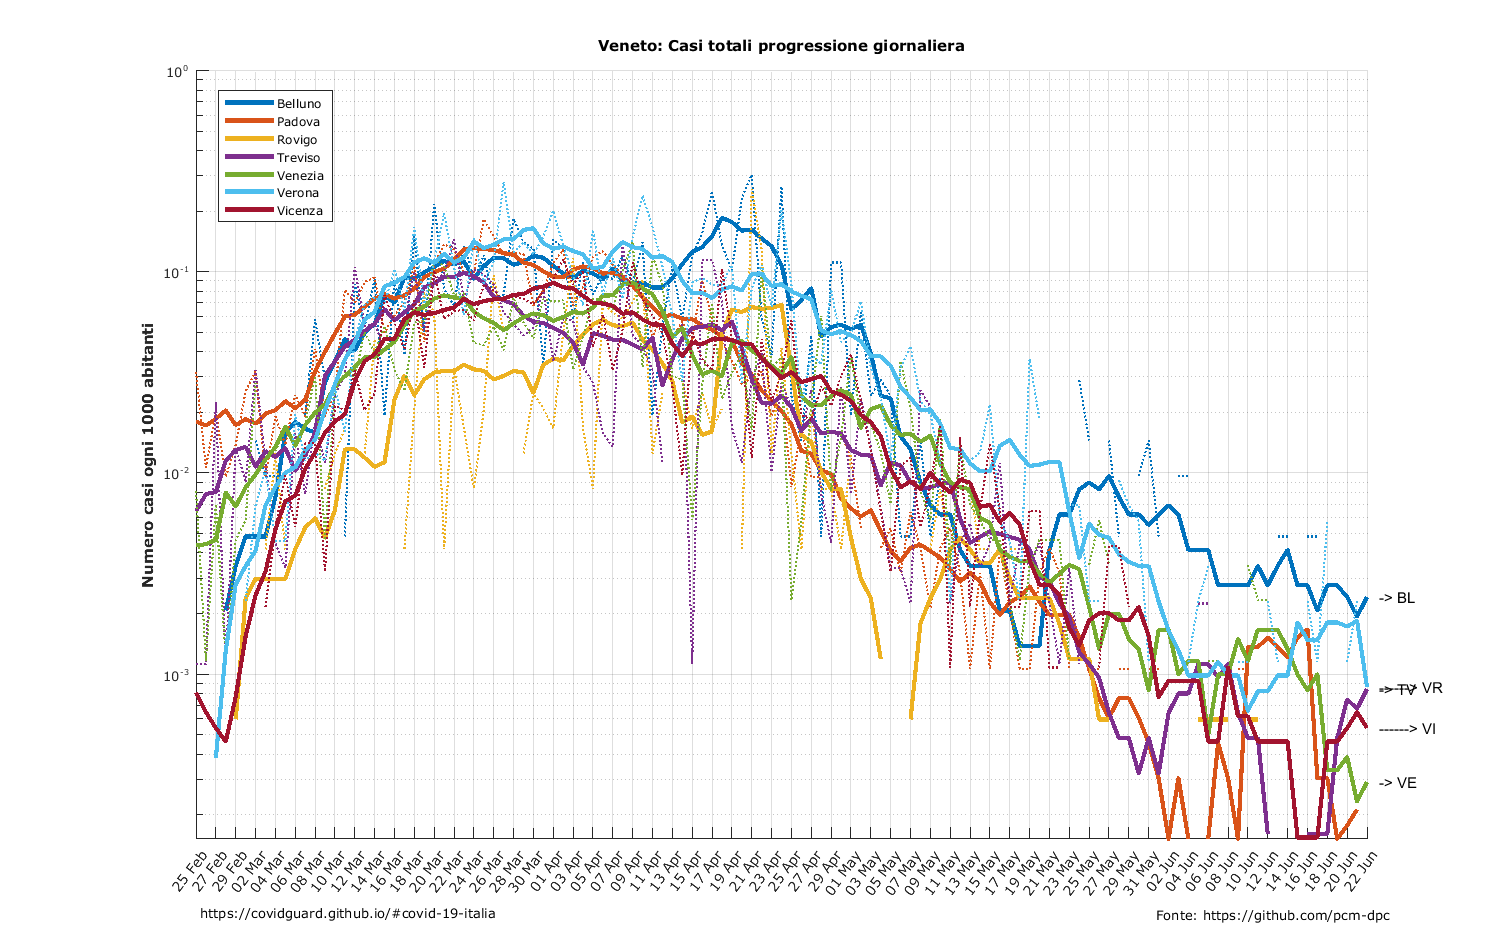 Veneto: Casi totali progressione giornaliera
Numero casi ogni 1000 abitanti
10⁰
10⁻¹
10⁻²
10⁻³
Belluno
Padova
Rovigo
Treviso
Venezia
Verona
Vicenza
-> BL
------> VR
-> TV
------> VI
-> VE
25 Feb
27 Feb
29 Feb
02 Mar
04 Mar
06 Mar
08 Mar
10 Mar
12 Mar
14 Mar
16 Mar
18 Mar
20 Mar
22 Mar
24 Mar
26 Mar
28 Mar
30 Mar
01 Apr
03 Apr
05 Apr
07 Apr
09 Apr
11 Apr
13 Apr
15 Apr
17 Apr
19 Apr
21 Apr
23 Apr
25 Apr
27 Apr
29 Apr
01 May
03 May
05 May
07 May
09 May
11 May
13 May
15 May
17 May
19 May
21 May
23 May
25 May
27 May
29 May
31 May
02 Jun
04 Jun
06 Jun
08 Jun
10 Jun
12 Jun
14 Jun
16 Jun
18 Jun
20 Jun
22 Jun
https://covidguard.github.io/#covid-19-italia
Fonte: https://github.com/pcm-dpc